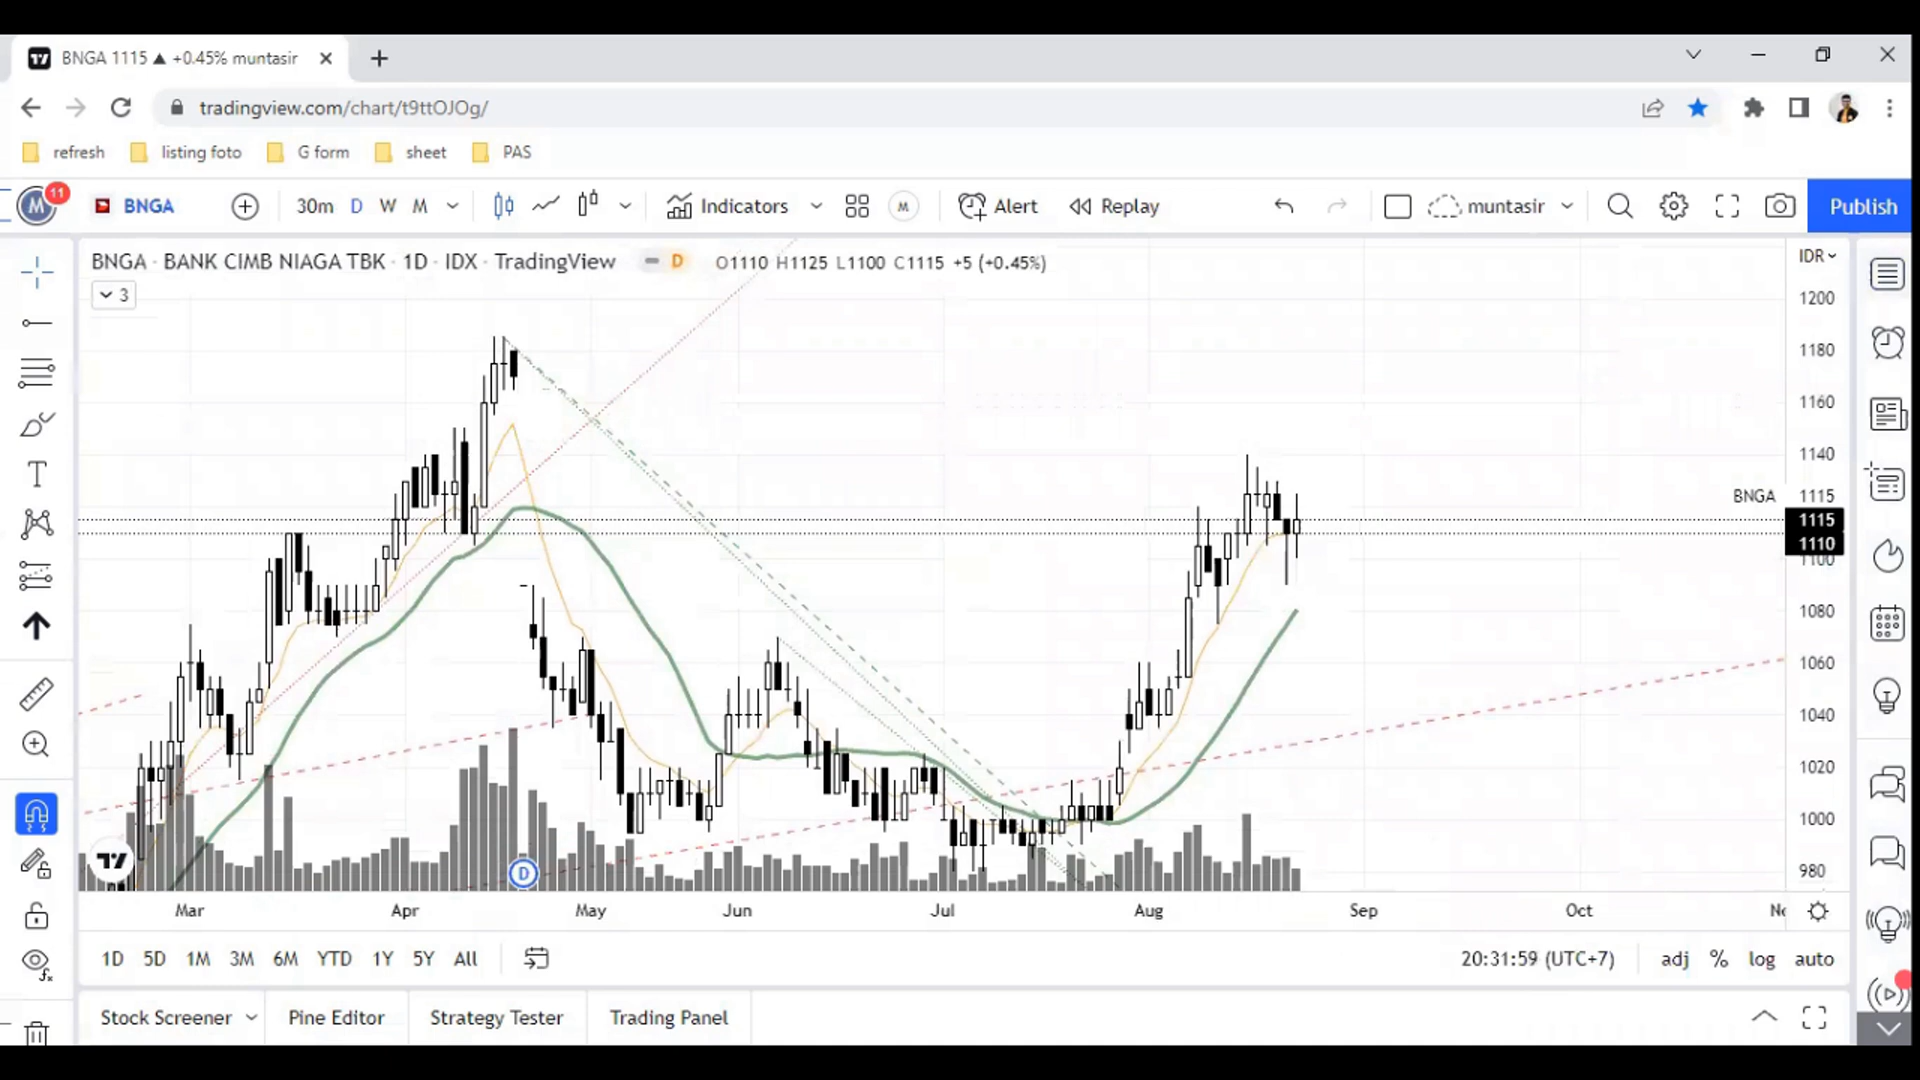 BNGA 1115 ▲ +0.45% muntasir
tradingview.com/chart/t9ttOJOg/
refresh listing foto G form sheet PAS
M 11 BNGA 30m D W M Indicators M Alert Replay muntasir Publish
BNGA · BANK CIMB NIAGA TBK · 1D · IDX · TradingView D O1110 H1125 L1100 C1115 +5 (+0.45%)
IDR
3
1200
1180
1160
1140
BNGA 1115
1115
1110
1100
1080
1060
1040
1020
1000
980
D
Mar Apr May Jun Jul Aug Sep Oct
1D 5D 1M 3M 6M YTD 1Y 5Y All 20:31:59 (UTC+7) adj % log auto
Stock Screener Pine Editor Strategy Tester Trading Panel